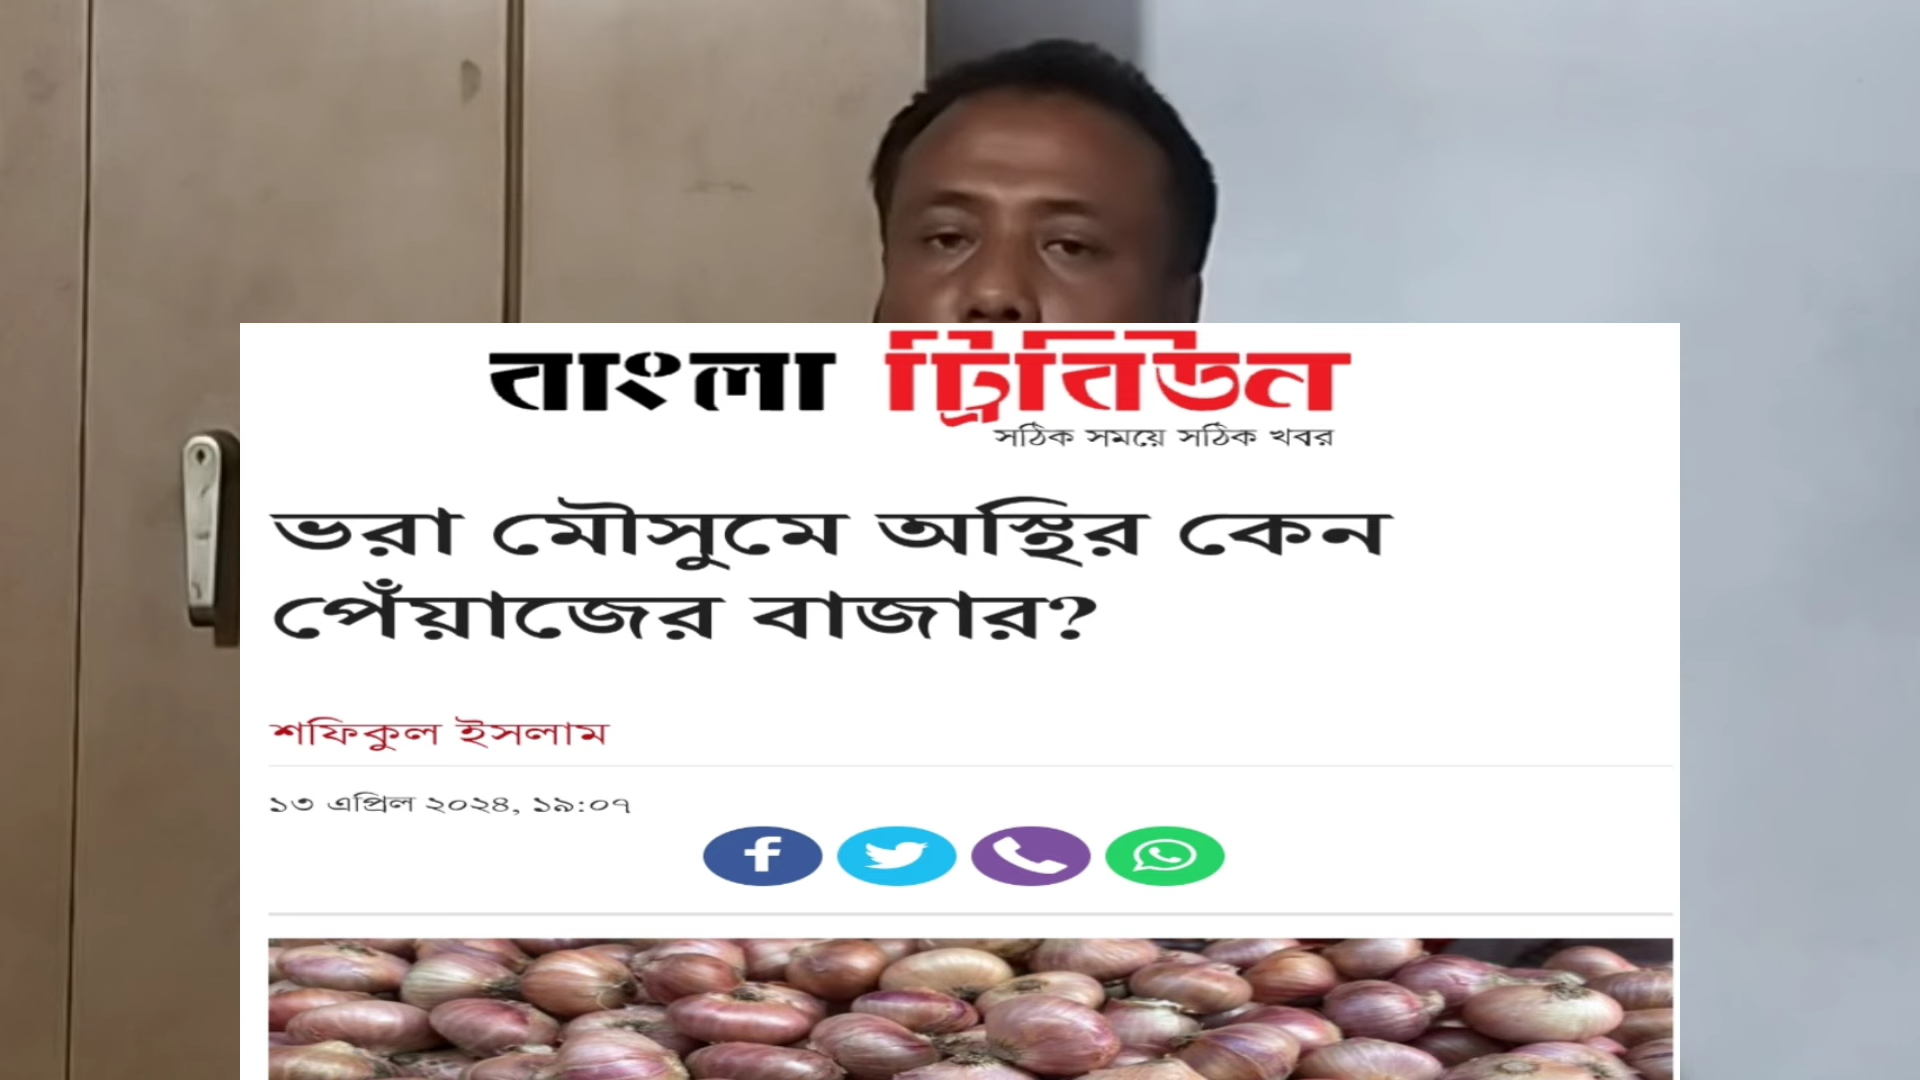 বাংলা ট্রিবিউন
সঠিক সময়ে সঠিক খবর
ভরা মৌসুমে অস্থির কেন
পেঁয়াজের বাজার?
শফিকুল ইসলাম
১৩ এপ্রিল ২০২৪, ১৯:০৭